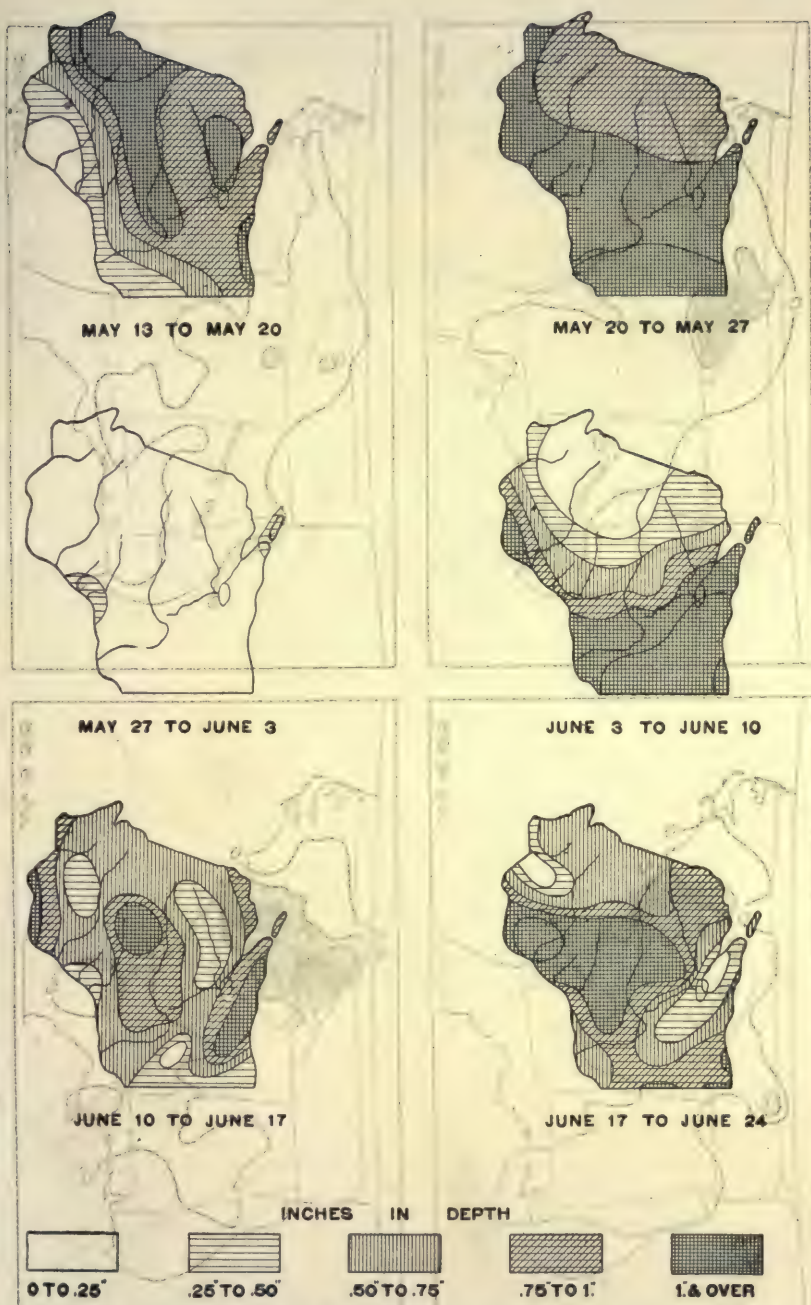 MAY 13 TO MAY 20
MAY 20 TO MAY 27
MAY 27 TO JUNE 3
JUNE 3 TO JUNE 10
JUNE 10 TO JUNE 17
JUNE 17 TO JUNE 24
INCHES IN DEPTH
0 TO .25"
.25" TO .50"
.50" TO .75"
.75" TO 1."
1." & OVER